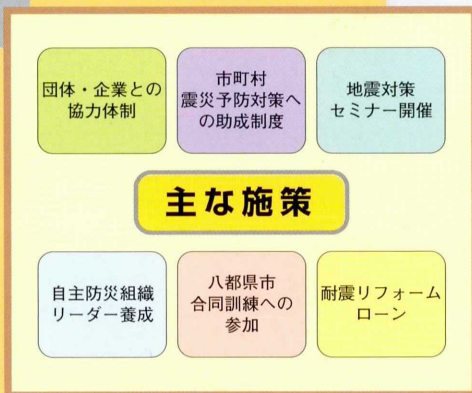 団体・企業との
協力体制
市町村
震災予防対策へ
の助成制度
地震対策
セミナー開催
主な施策
自主防災組織
リーダー養成
八都県市
合同訓練への
参加
耐震リフォーム
ローン